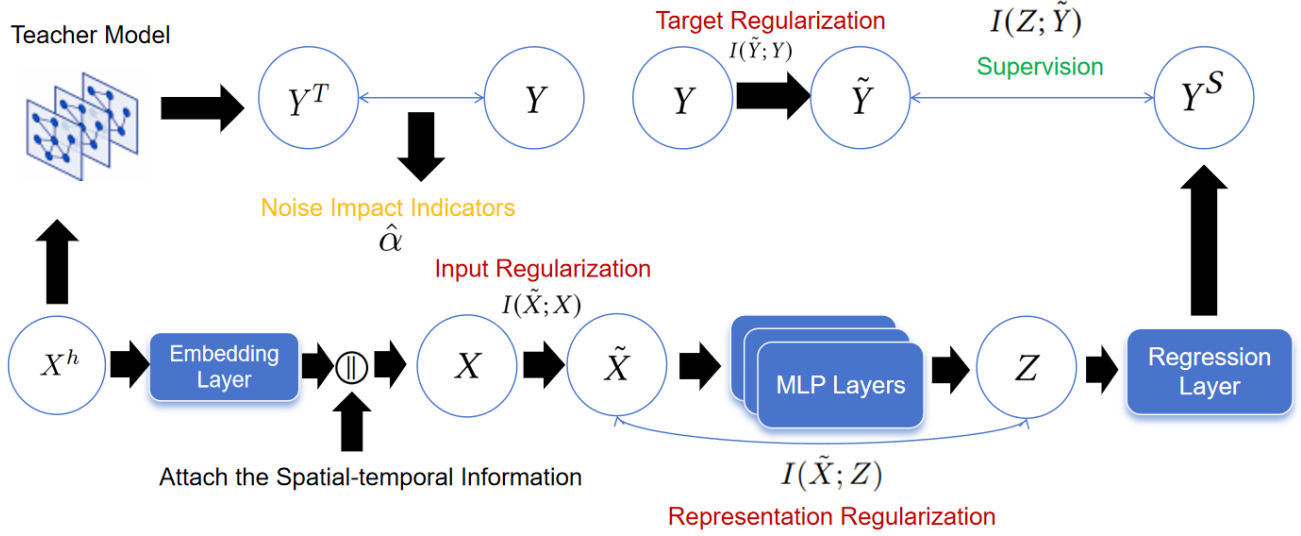 Teacher Model
Y^T
Y
Target Regularization
I(Ỹ; Y)
Y
Ỹ
I(Z; Ỹ)
Supervision
Y^S
Noise Impact Indicators
α̂
Input Regularization
I(X̃; X)
X^h
Embedding
Layer
||
X
X̃
MLP Layers
Z
Regression
Layer
Attach the Spatial-temporal Information
I(X̃; Z)
Representation Regularization